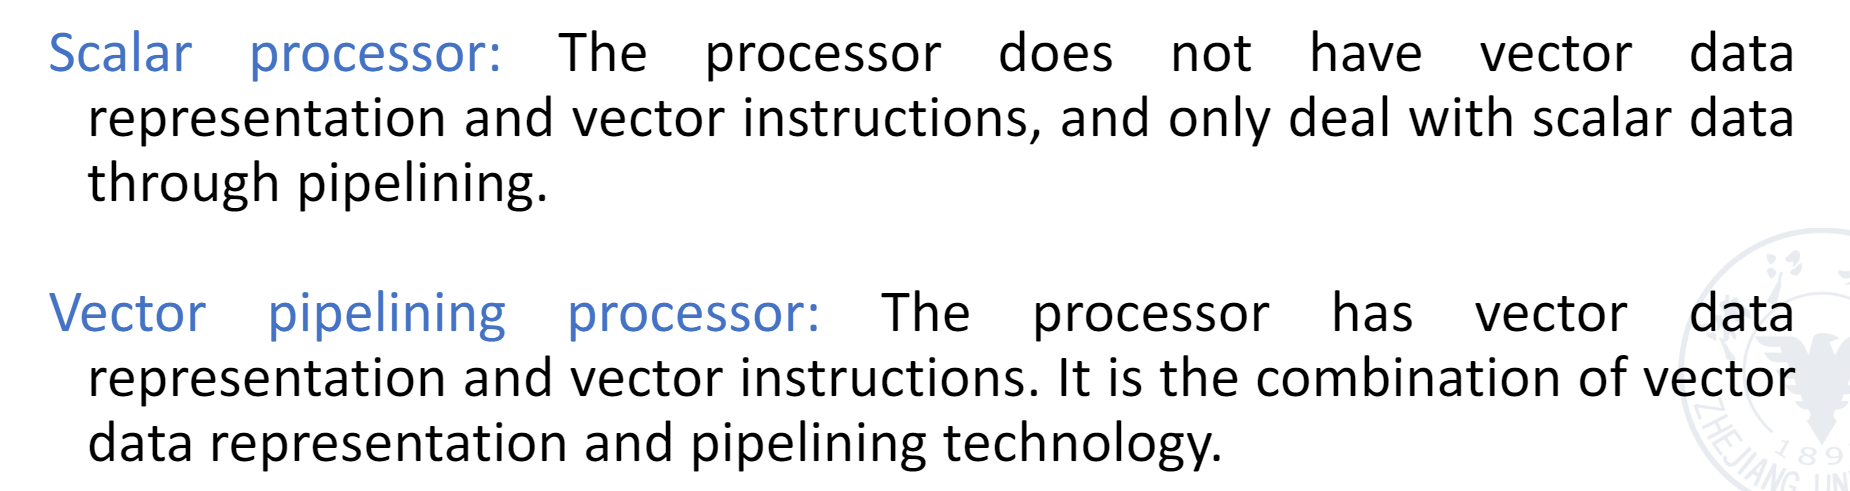 Scalar processor: The processor does not have vector data
representation and vector instructions, and only deal with scalar data
through pipelining.
Vector pipelining processor: The processor has vector data
representation and vector instructions. It is the combination of vector
data representation and pipelining technology.
ZHEJIANG UN
189